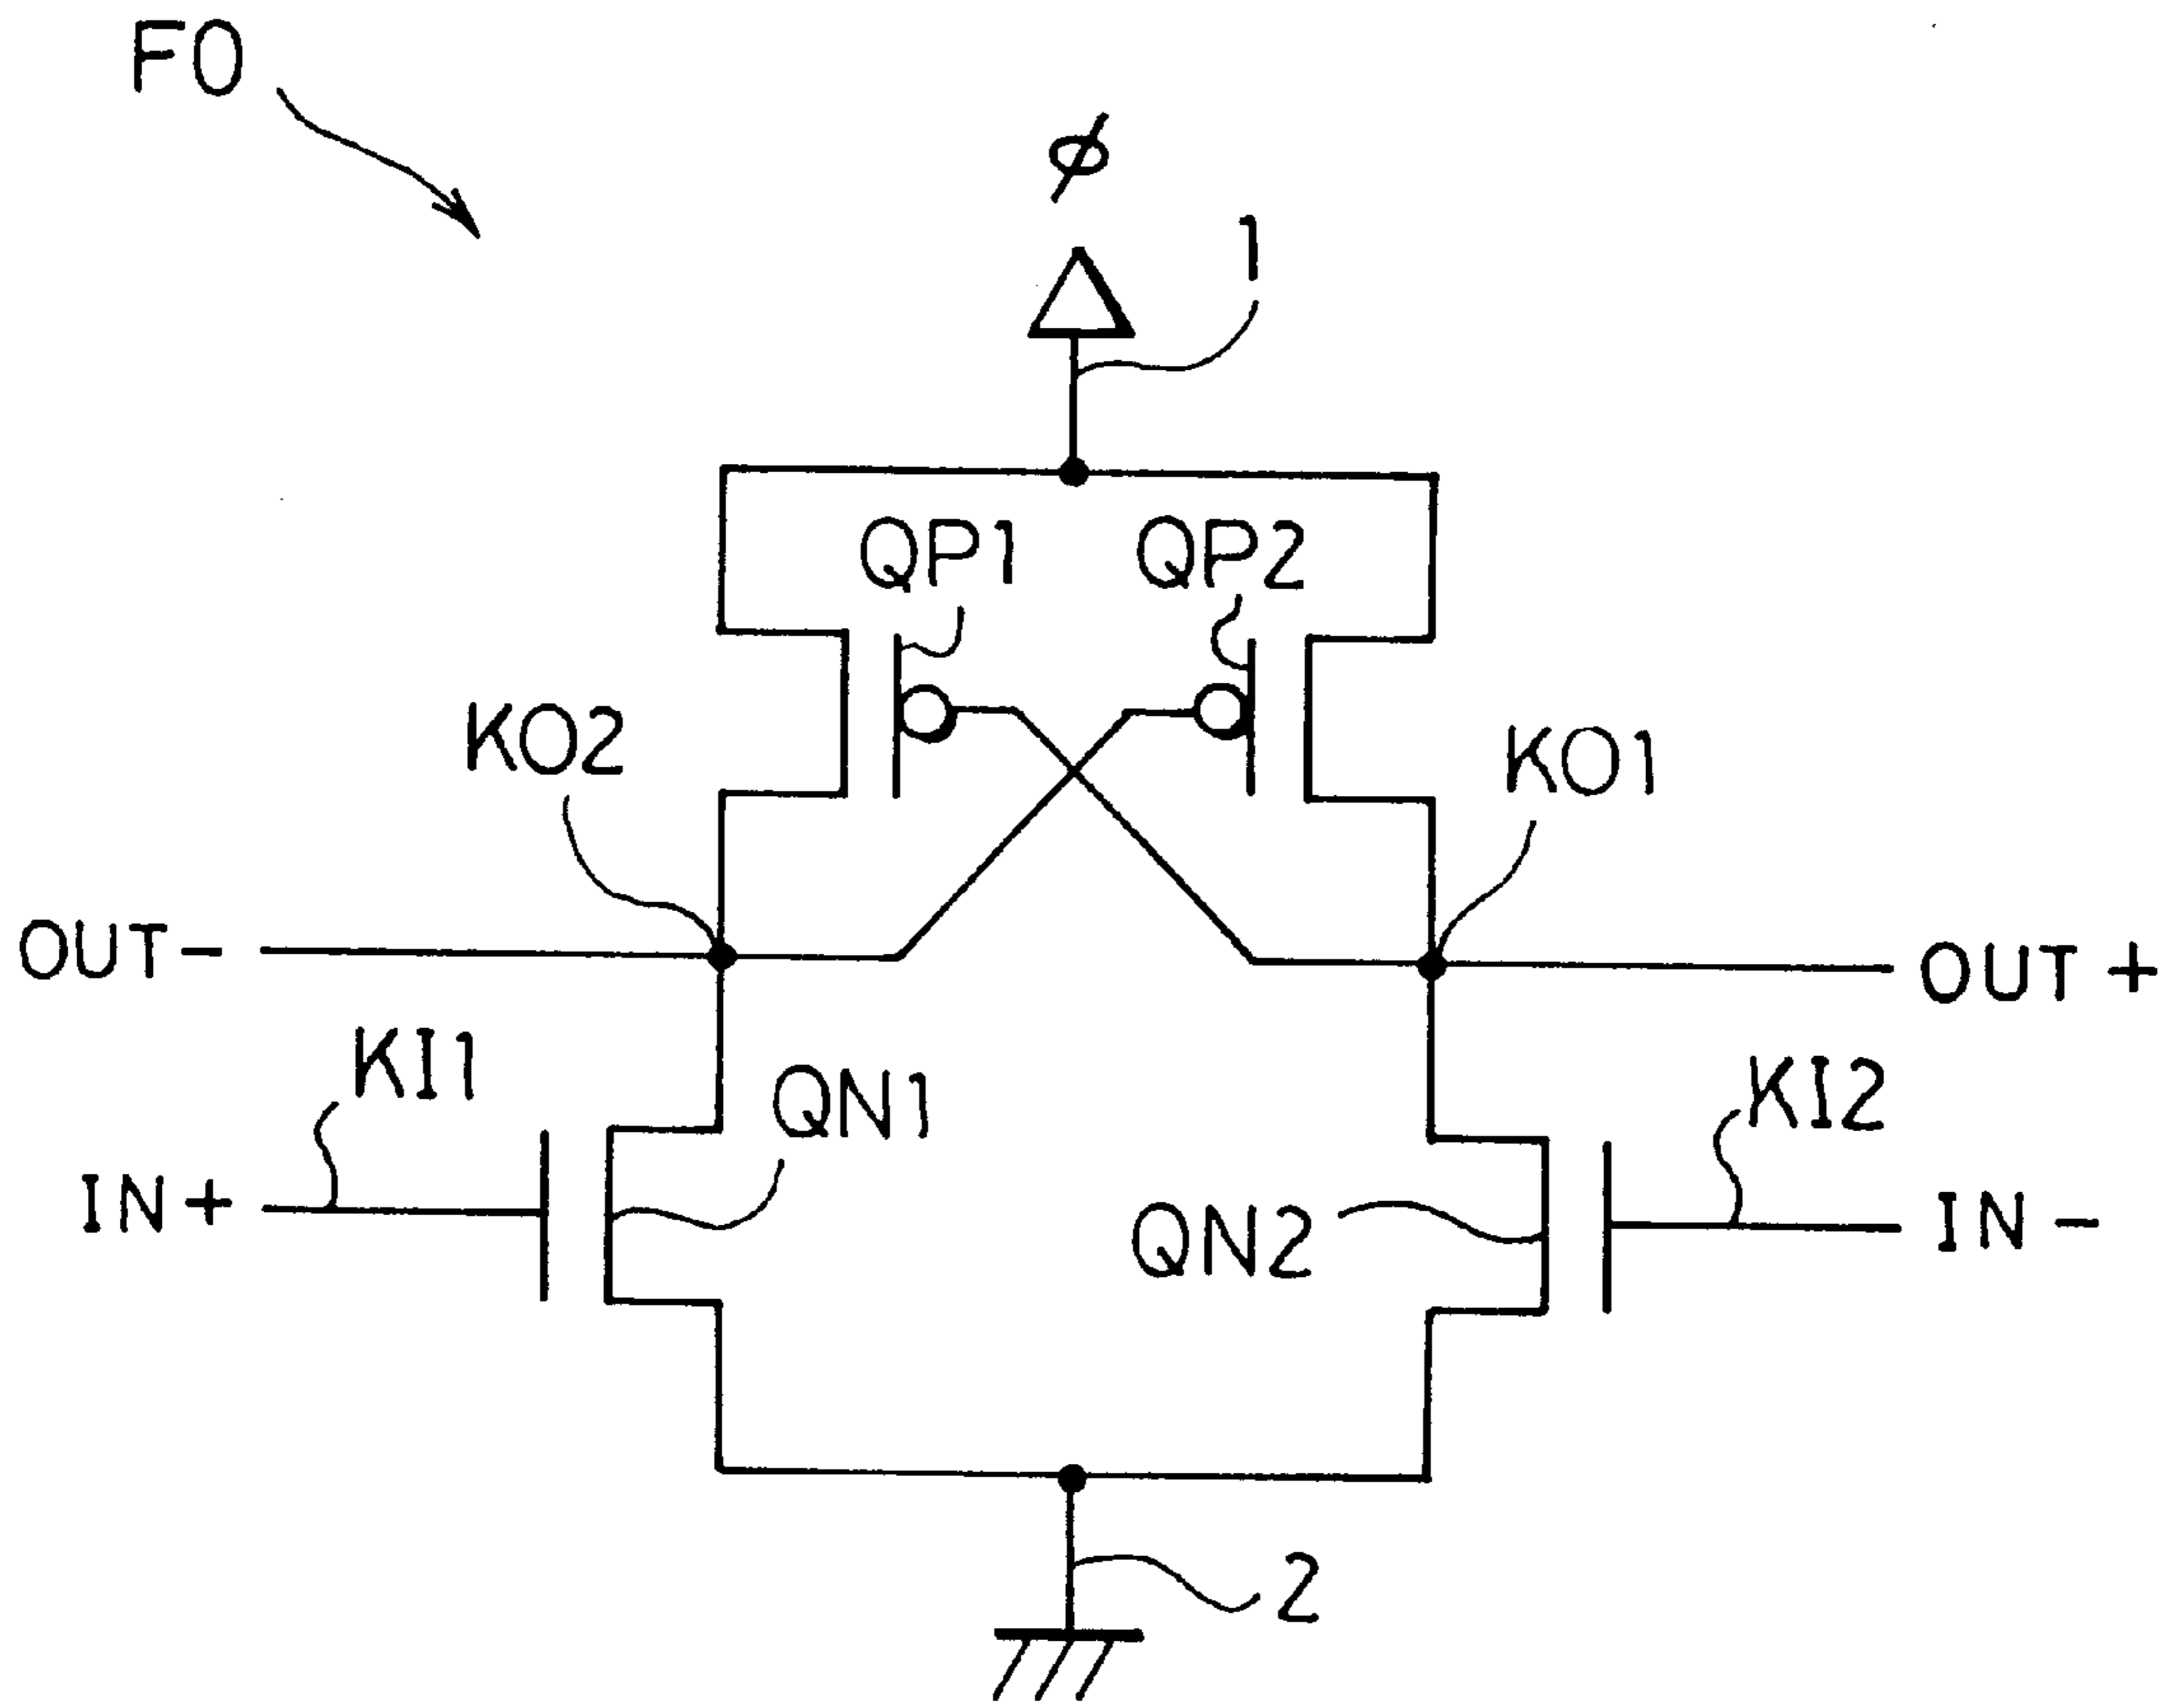 F0
φ
1
QP1
QP2
KO2
KO1
OUT-
OUT+
KI1
QN1
KI2
IN+
QN2
IN-
2